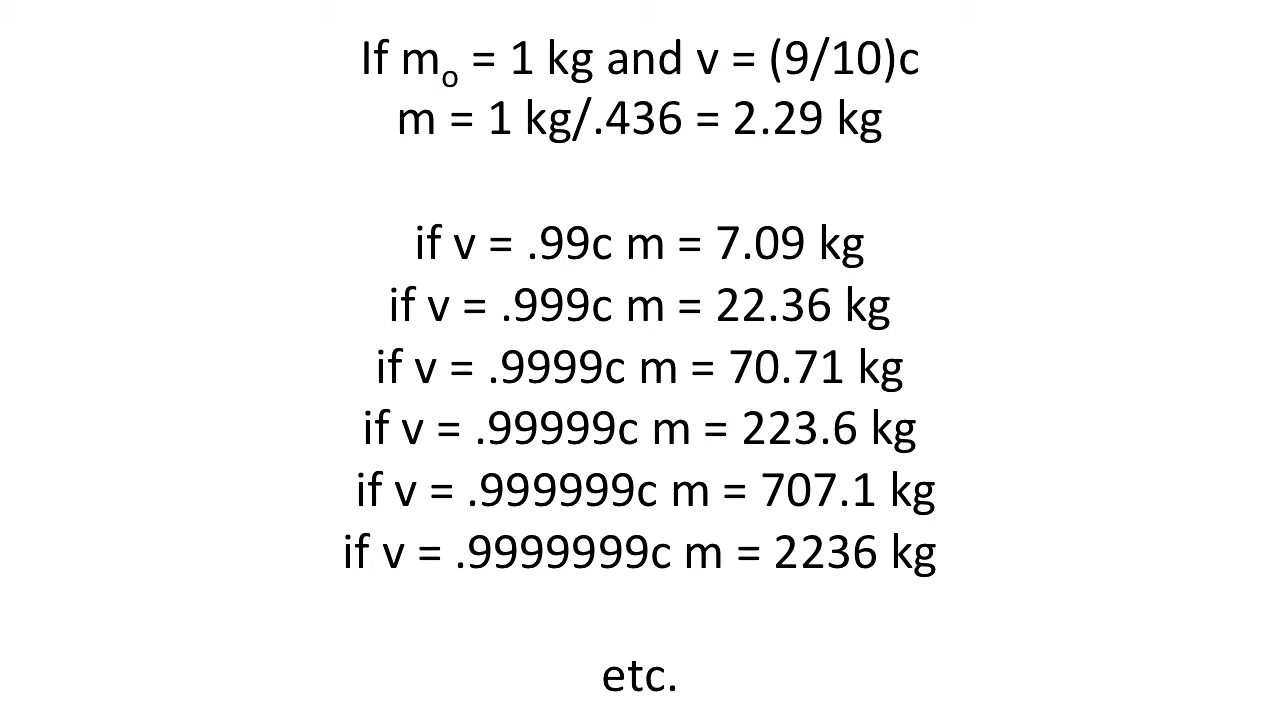 If mₒ = 1 kg and v = (9/10)c
m = 1 kg/.436 = 2.29 kg
if v = .99c m = 7.09 kg
if v = .999c m = 22.36 kg
if v = .9999c m = 70.71 kg
if v = .99999c m = 223.6 kg
if v = .999999c m = 707.1 kg
if v = .9999999c m = 2236 kg
etc.